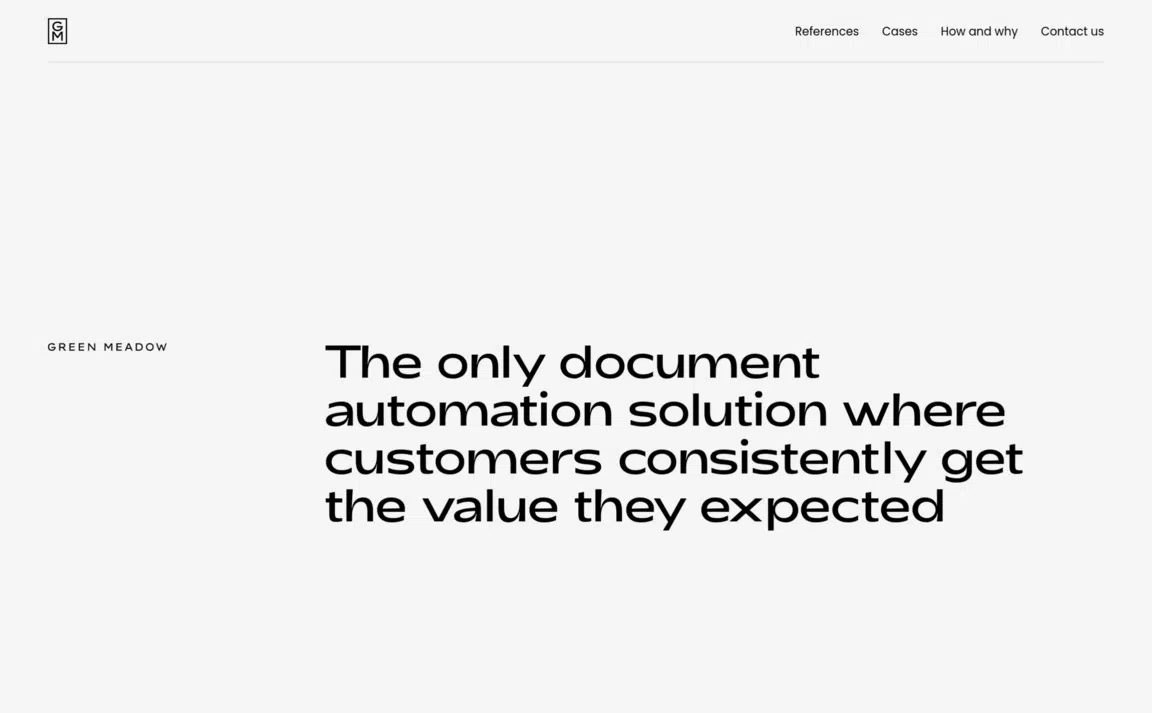 G
M
References Cases How and why Contact us
GREEN MEADOW
The only document
automation solution where
customers consistently get
the value they expected